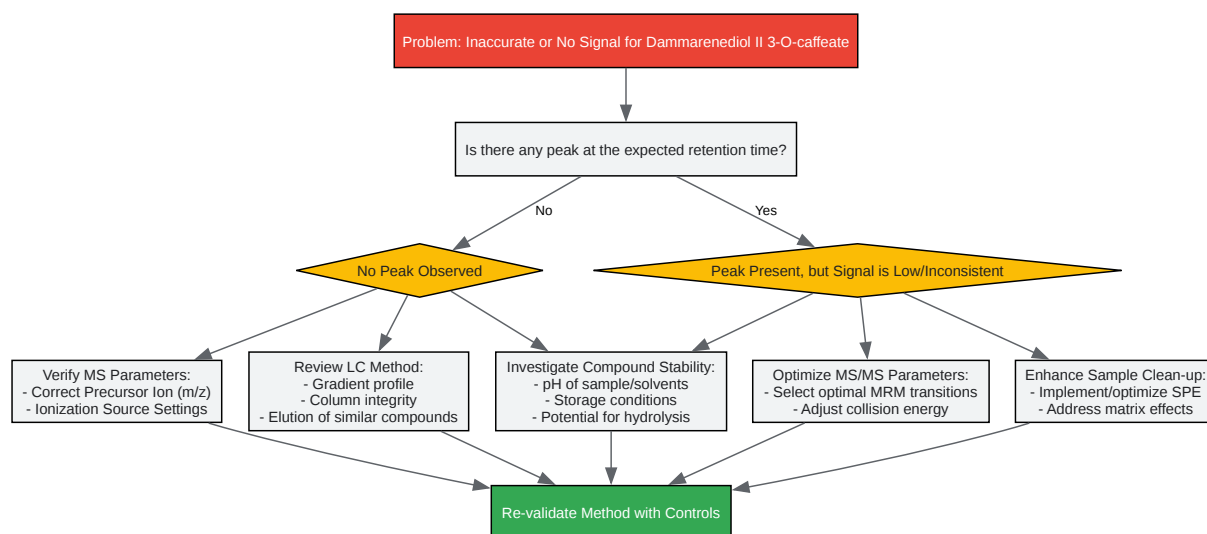 Problem: Inaccurate or No Signal for Dammarenediol II 3-O-caffeate
Is there any peak at the expected retention time?
No
Yes
No Peak Observed
Peak Present, but Signal is Low/Inconsistent
Verify MS Parameters:
- Correct Precursor Ion (m/z)
- Ionization Source Settings
Review LC Method:
- Gradient profile
- Column integrity
- Elution of similar compounds
Investigate Compound Stability:
- pH of sample/solvents
- Storage conditions
- Potential for hydrolysis
Optimize MS/MS Parameters:
- Select optimal MRM transitions
- Adjust collision energy
Enhance Sample Clean-up:
- Implement/optimize SPE
- Address matrix effects
Re-validate Method with Controls